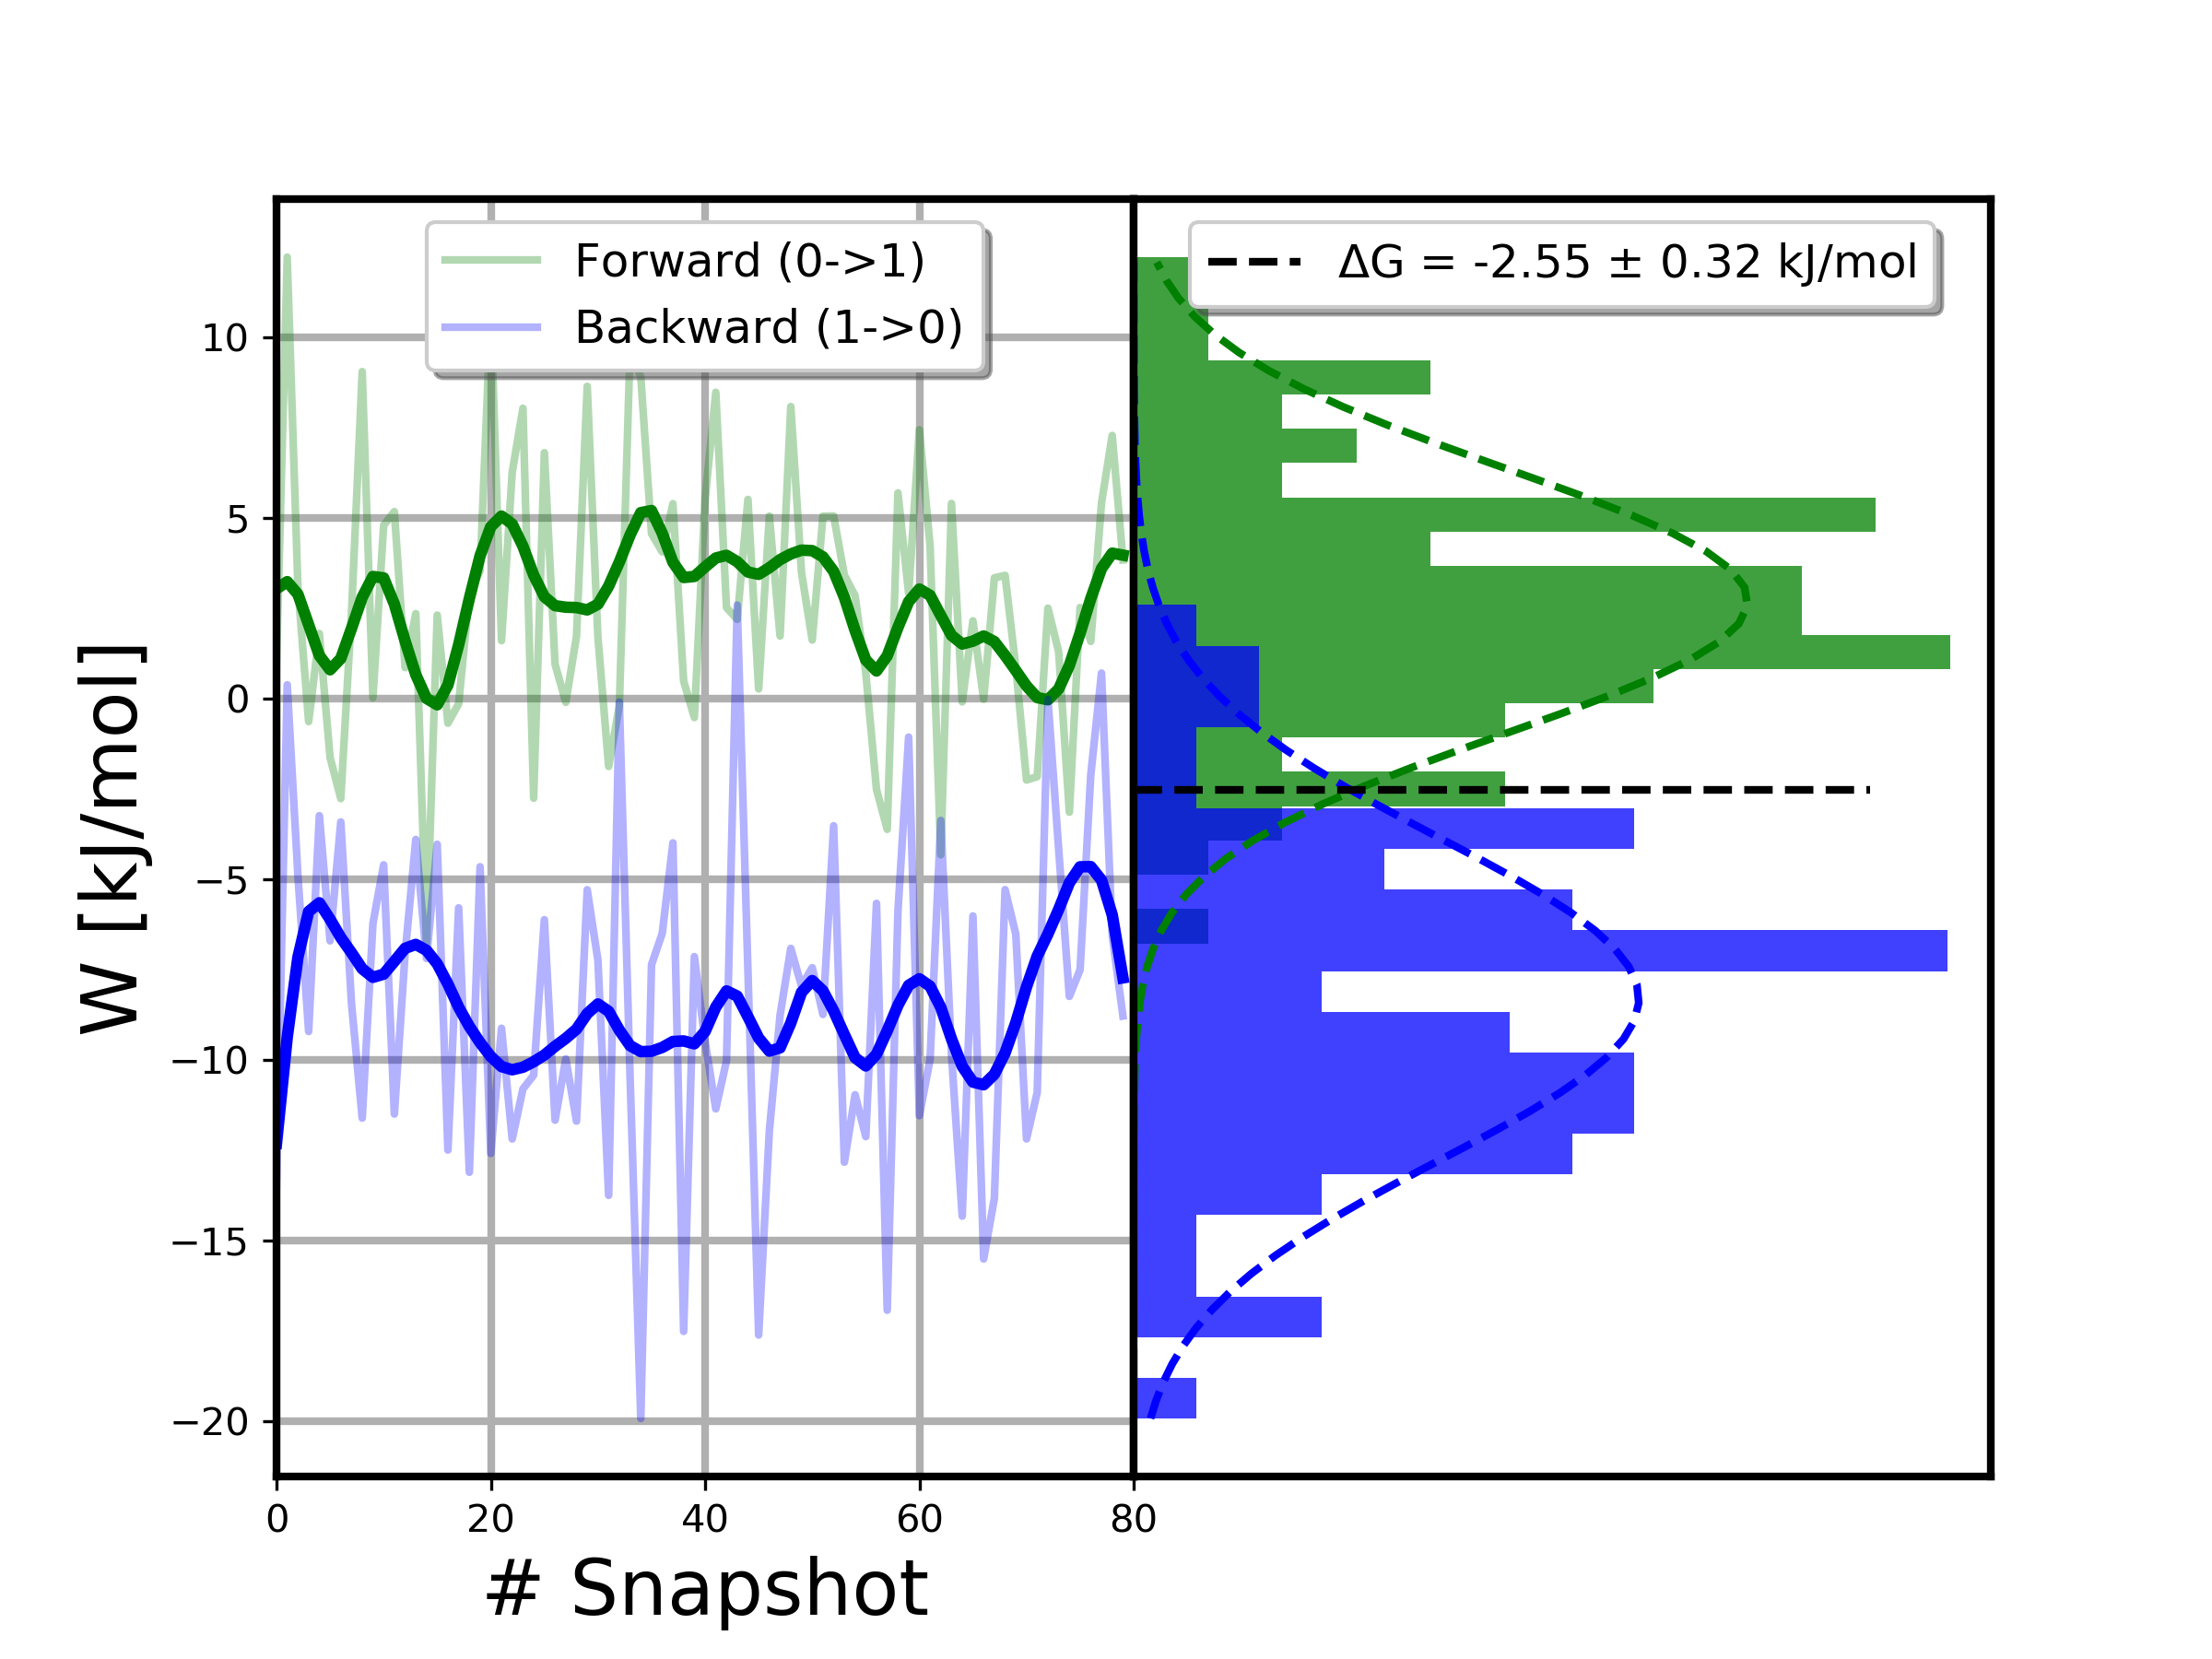 Forward (0->1)
Backward (1->0)
ΔG = -2.55 ± 0.32 kJ/mol
W [kJ/mol]
10
5
0
−5
−10
−15
−20
0 20 40 60 80
# Snapshot